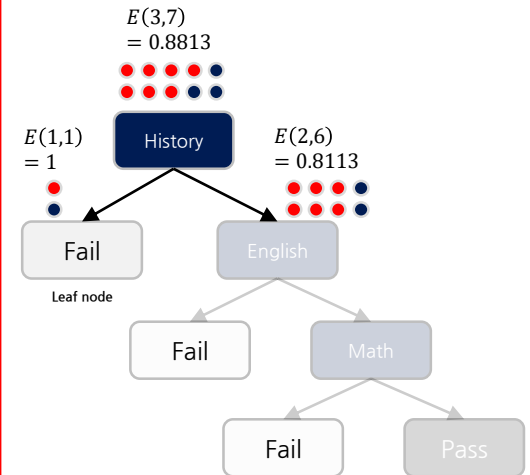 E(3,7)
= 0.8813
History
E(1,1)
= 1
E(2,6)
= 0.8113
Fail
English
Leaf node
Fail
Math
Fail
Pass